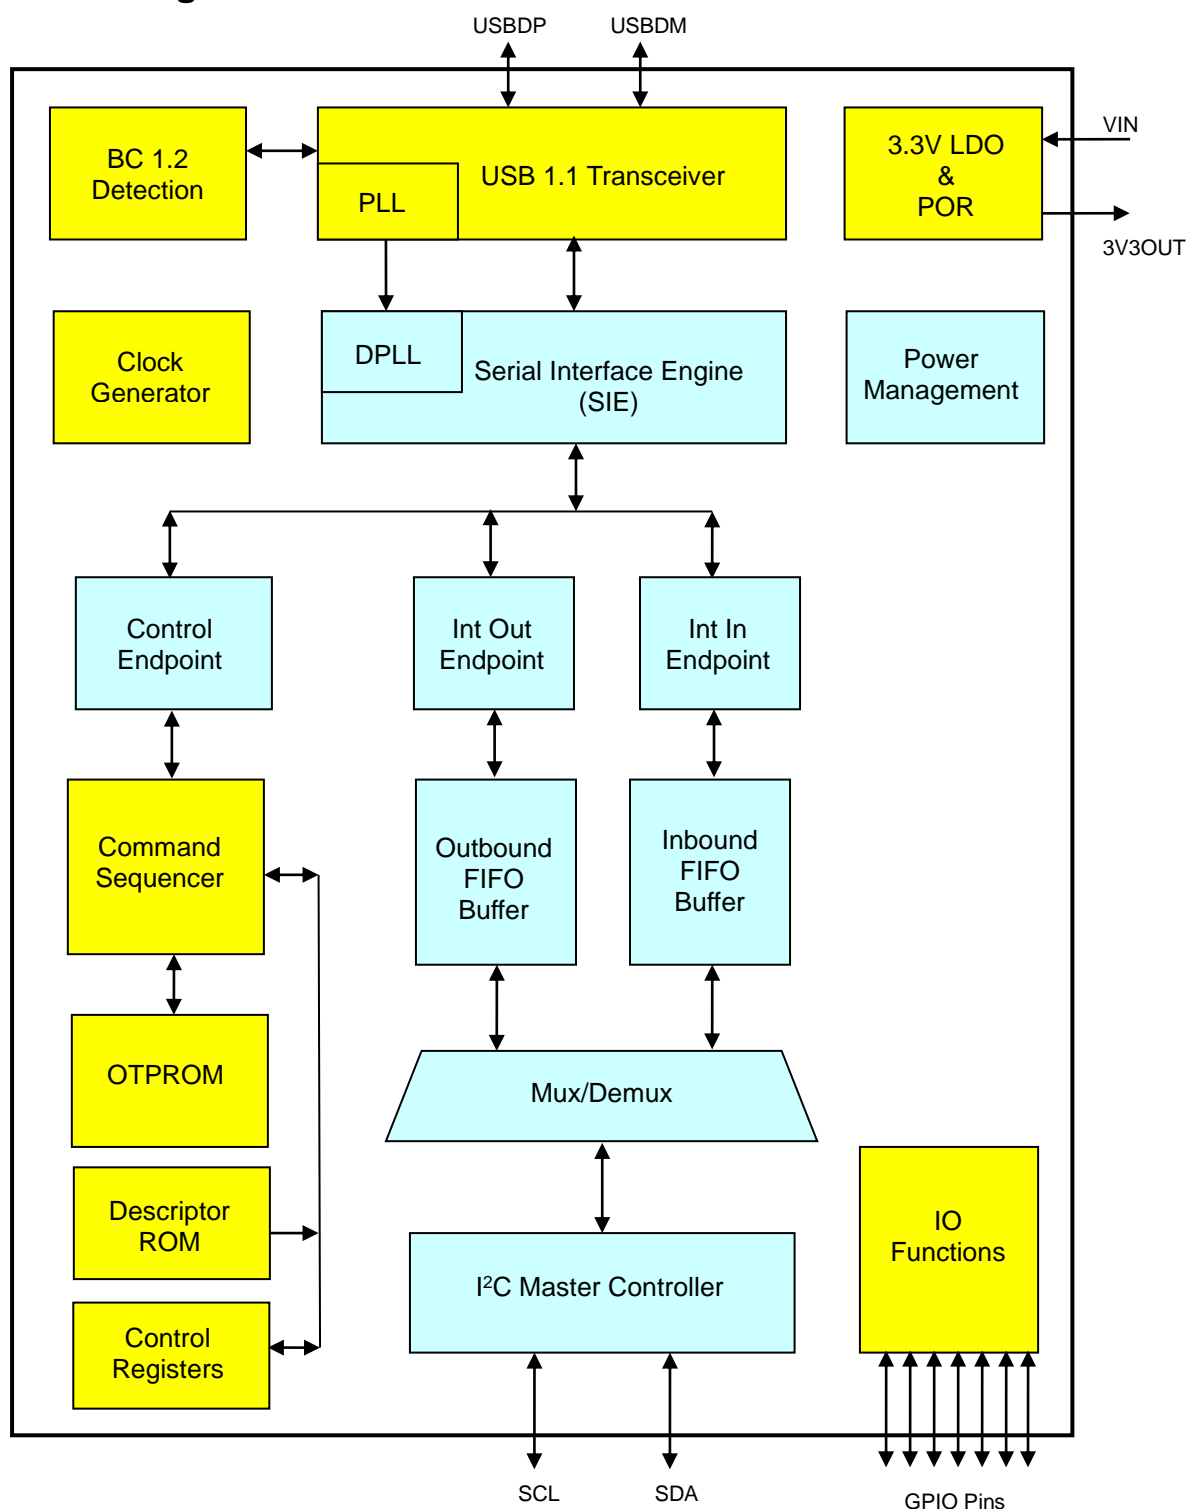 USBDP
USBDM
BC 1.2
Detection
USB 1.1 Transceiver
PLL
3.3V LDO
&
POR
VIN
3V3OUT
Clock
Generator
DPLL
Serial Interface Engine
(SIE)
Power
Management
Control
Endpoint
Int Out
Endpoint
Int In
Endpoint
Command
Sequencer
Outbound
FIFO
Buffer
Inbound
FIFO
Buffer
OTPROM
Mux/Demux
Descriptor
ROM
I²C Master Controller
IO
Functions
Control
Registers
SCL
SDA
GPIO Pins